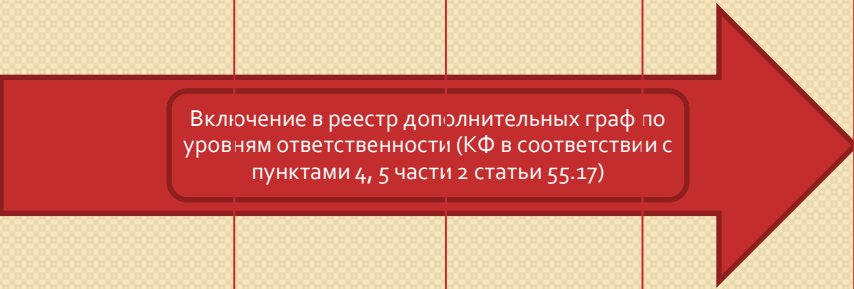 Включение в реестр дополнительных граф по
уровням ответственности (КФ в соответствии с
пунктами 4, 5 части 2 статьи 55.17)